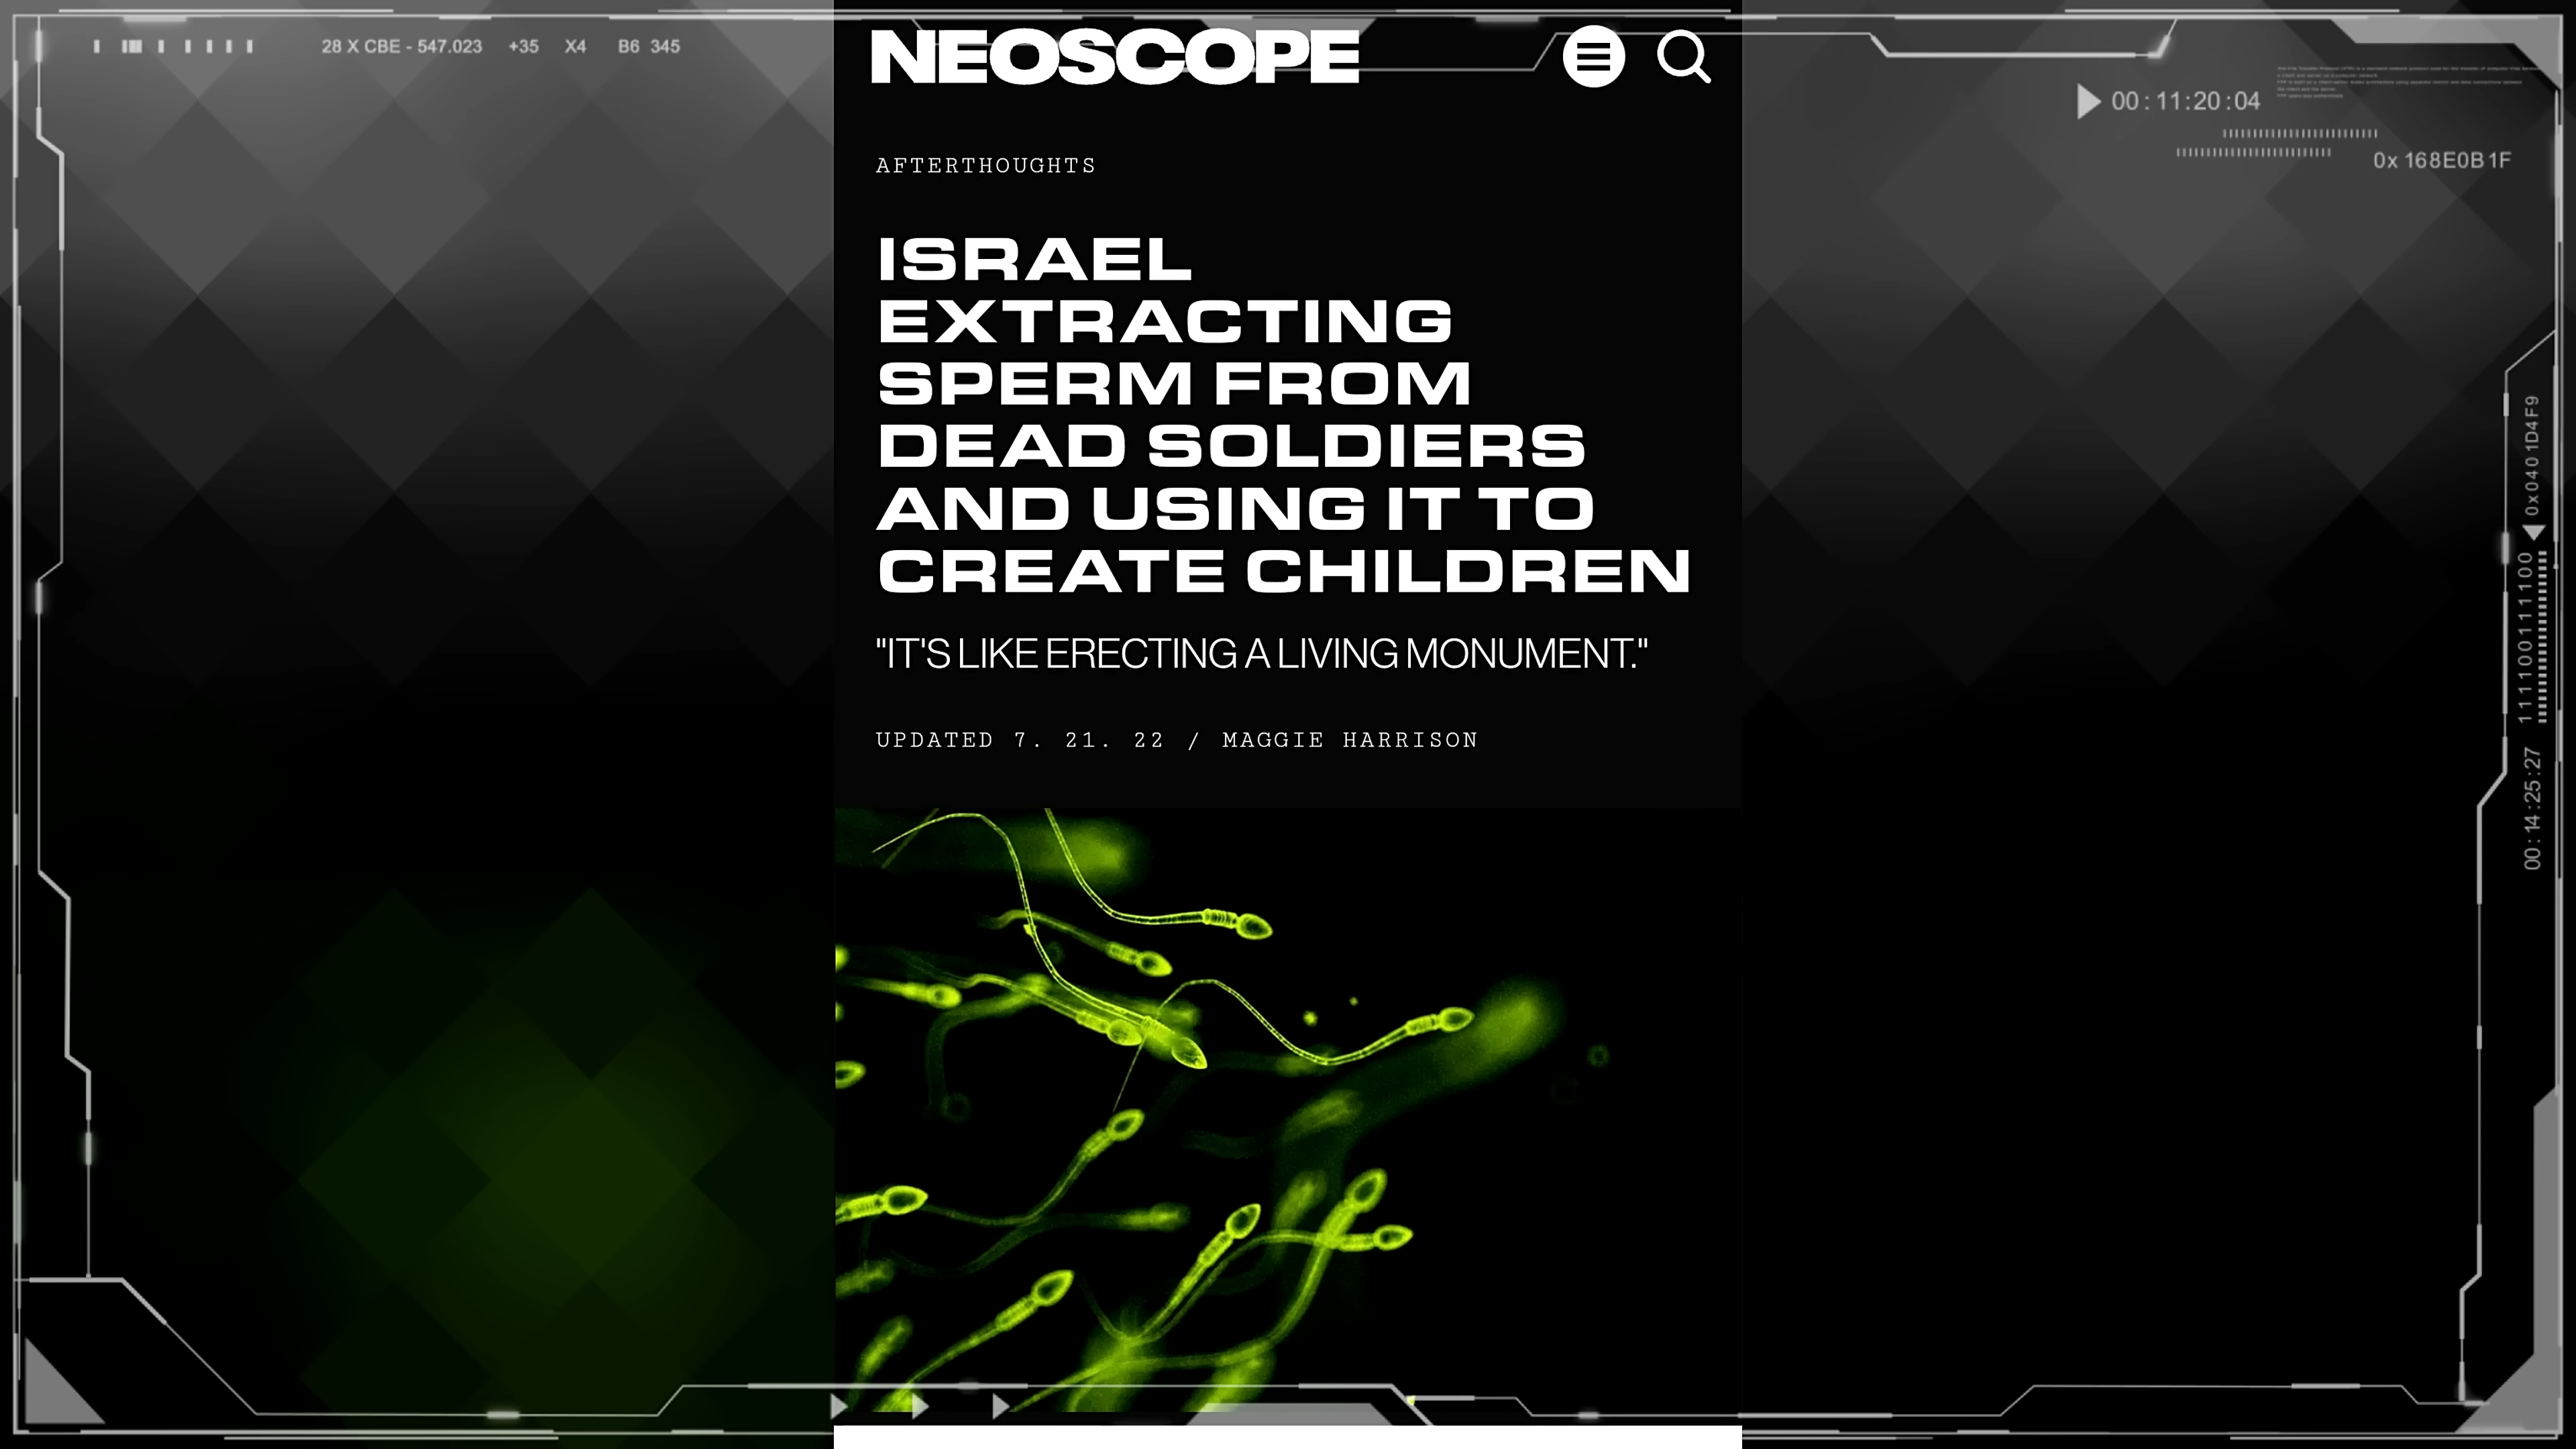 28 X CBE - 547.023 +35 X4 B6 345
NEOSCOPE
00:11:20:04
0x 168E0B1F
AFTERTHOUGHTS
ISRAEL
EXTRACTING
SPERM FROM
DEAD SOLDIERS
AND USING IT TO
CREATE CHILDREN
"IT'S LIKE ERECTING A LIVING MONUMENT."
UPDATED 7. 21. 22 / MAGGIE HARRISON
0x0401D4F9
1111001111100
00:14:25:27